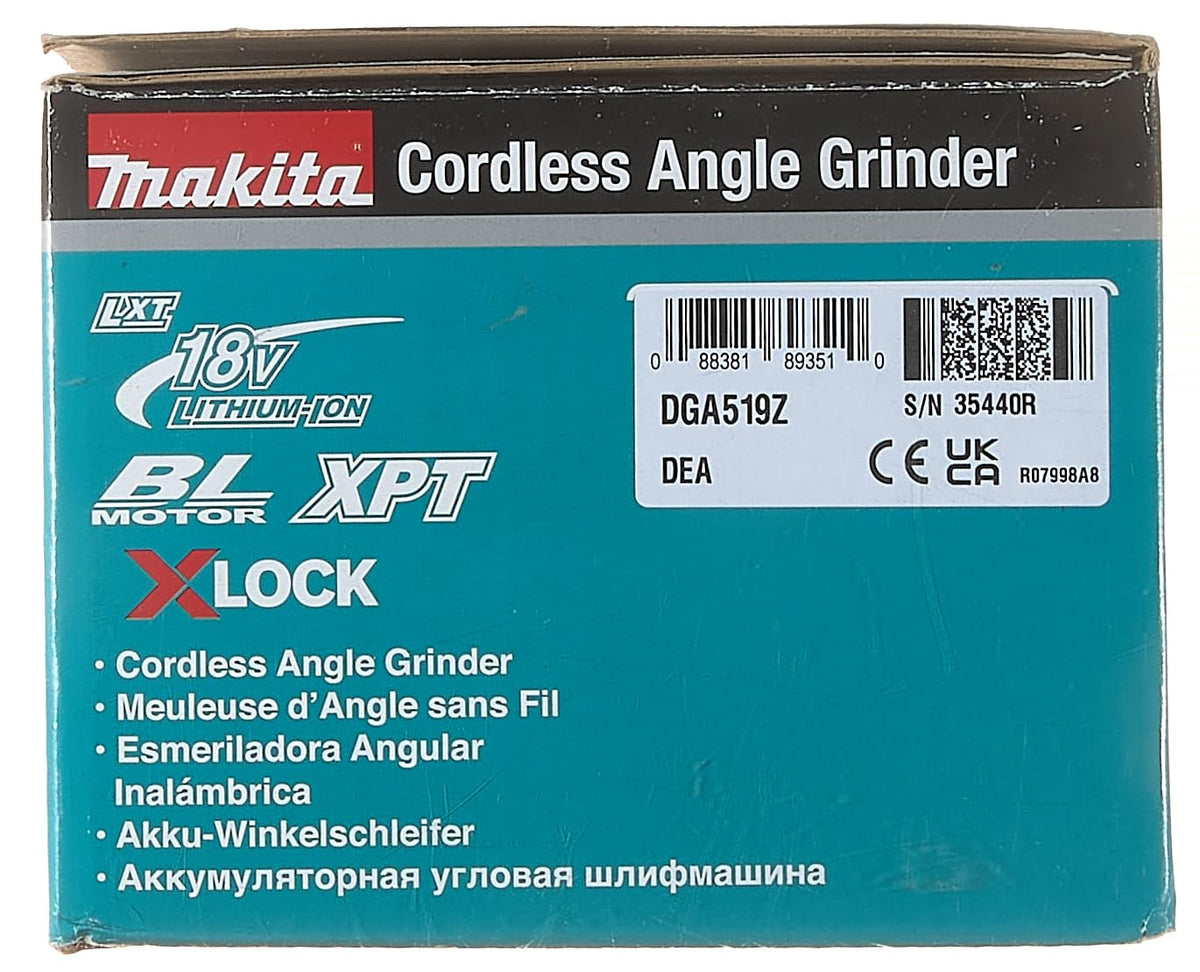 makita® Cordless Angle Grinder
LXT
18V
LITHIUM-ION
BL
MOTOR
XPT
XLOCK
0 88381 89351 0
DGA519Z
S/N 35440R
DEA
CE UK
CA
R07998A8
• Cordless Angle Grinder
• Meuleuse d'Angle sans Fil
• Esmeriladora Angular
Inalámbrica
• Akku-Winkelschleifer
• Аккумуляторная угловая шлифмашина